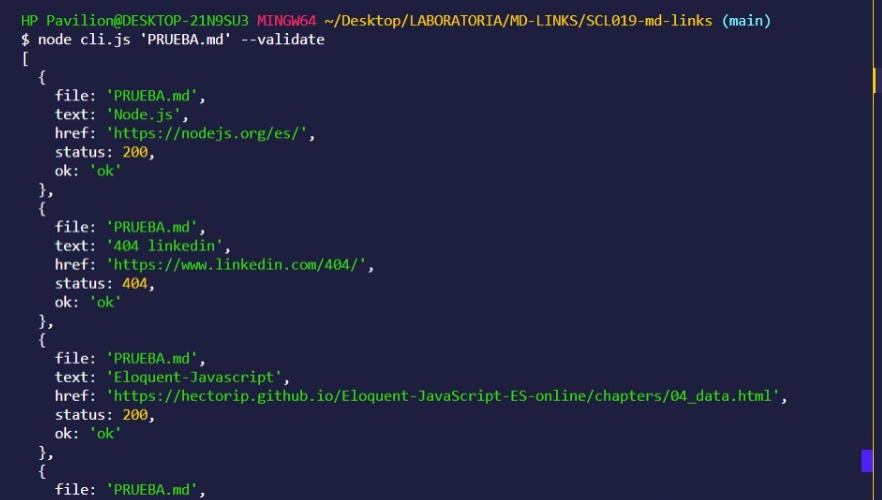 HP Pavilion@DESKTOP-21N9SU3 MINGW64 ~/Desktop/LABORATORIA/MD-LINKS/SCL019-md-links (main)
$ node cli.js 'PRUEBA.md' --validate
[
  {
    file: 'PRUEBA.md',
    text: 'Node.js',
    href: 'https://nodejs.org/es/',
    status: 200,
    ok: 'ok'
  },
  {
    file: 'PRUEBA.md',
    text: '404 linkedin',
    href: 'https://www.linkedin.com/404/',
    status: 404,
    ok: 'ok'
  },
  {
    file: 'PRUEBA.md',
    text: 'Eloquent-Javascript',
    href: 'https://hectorip.github.io/Eloquent-JavaScript-ES-online/chapters/04_data.html',
    status: 200,
    ok: 'ok'
  },
  {
    file: 'PRUEBA.md',